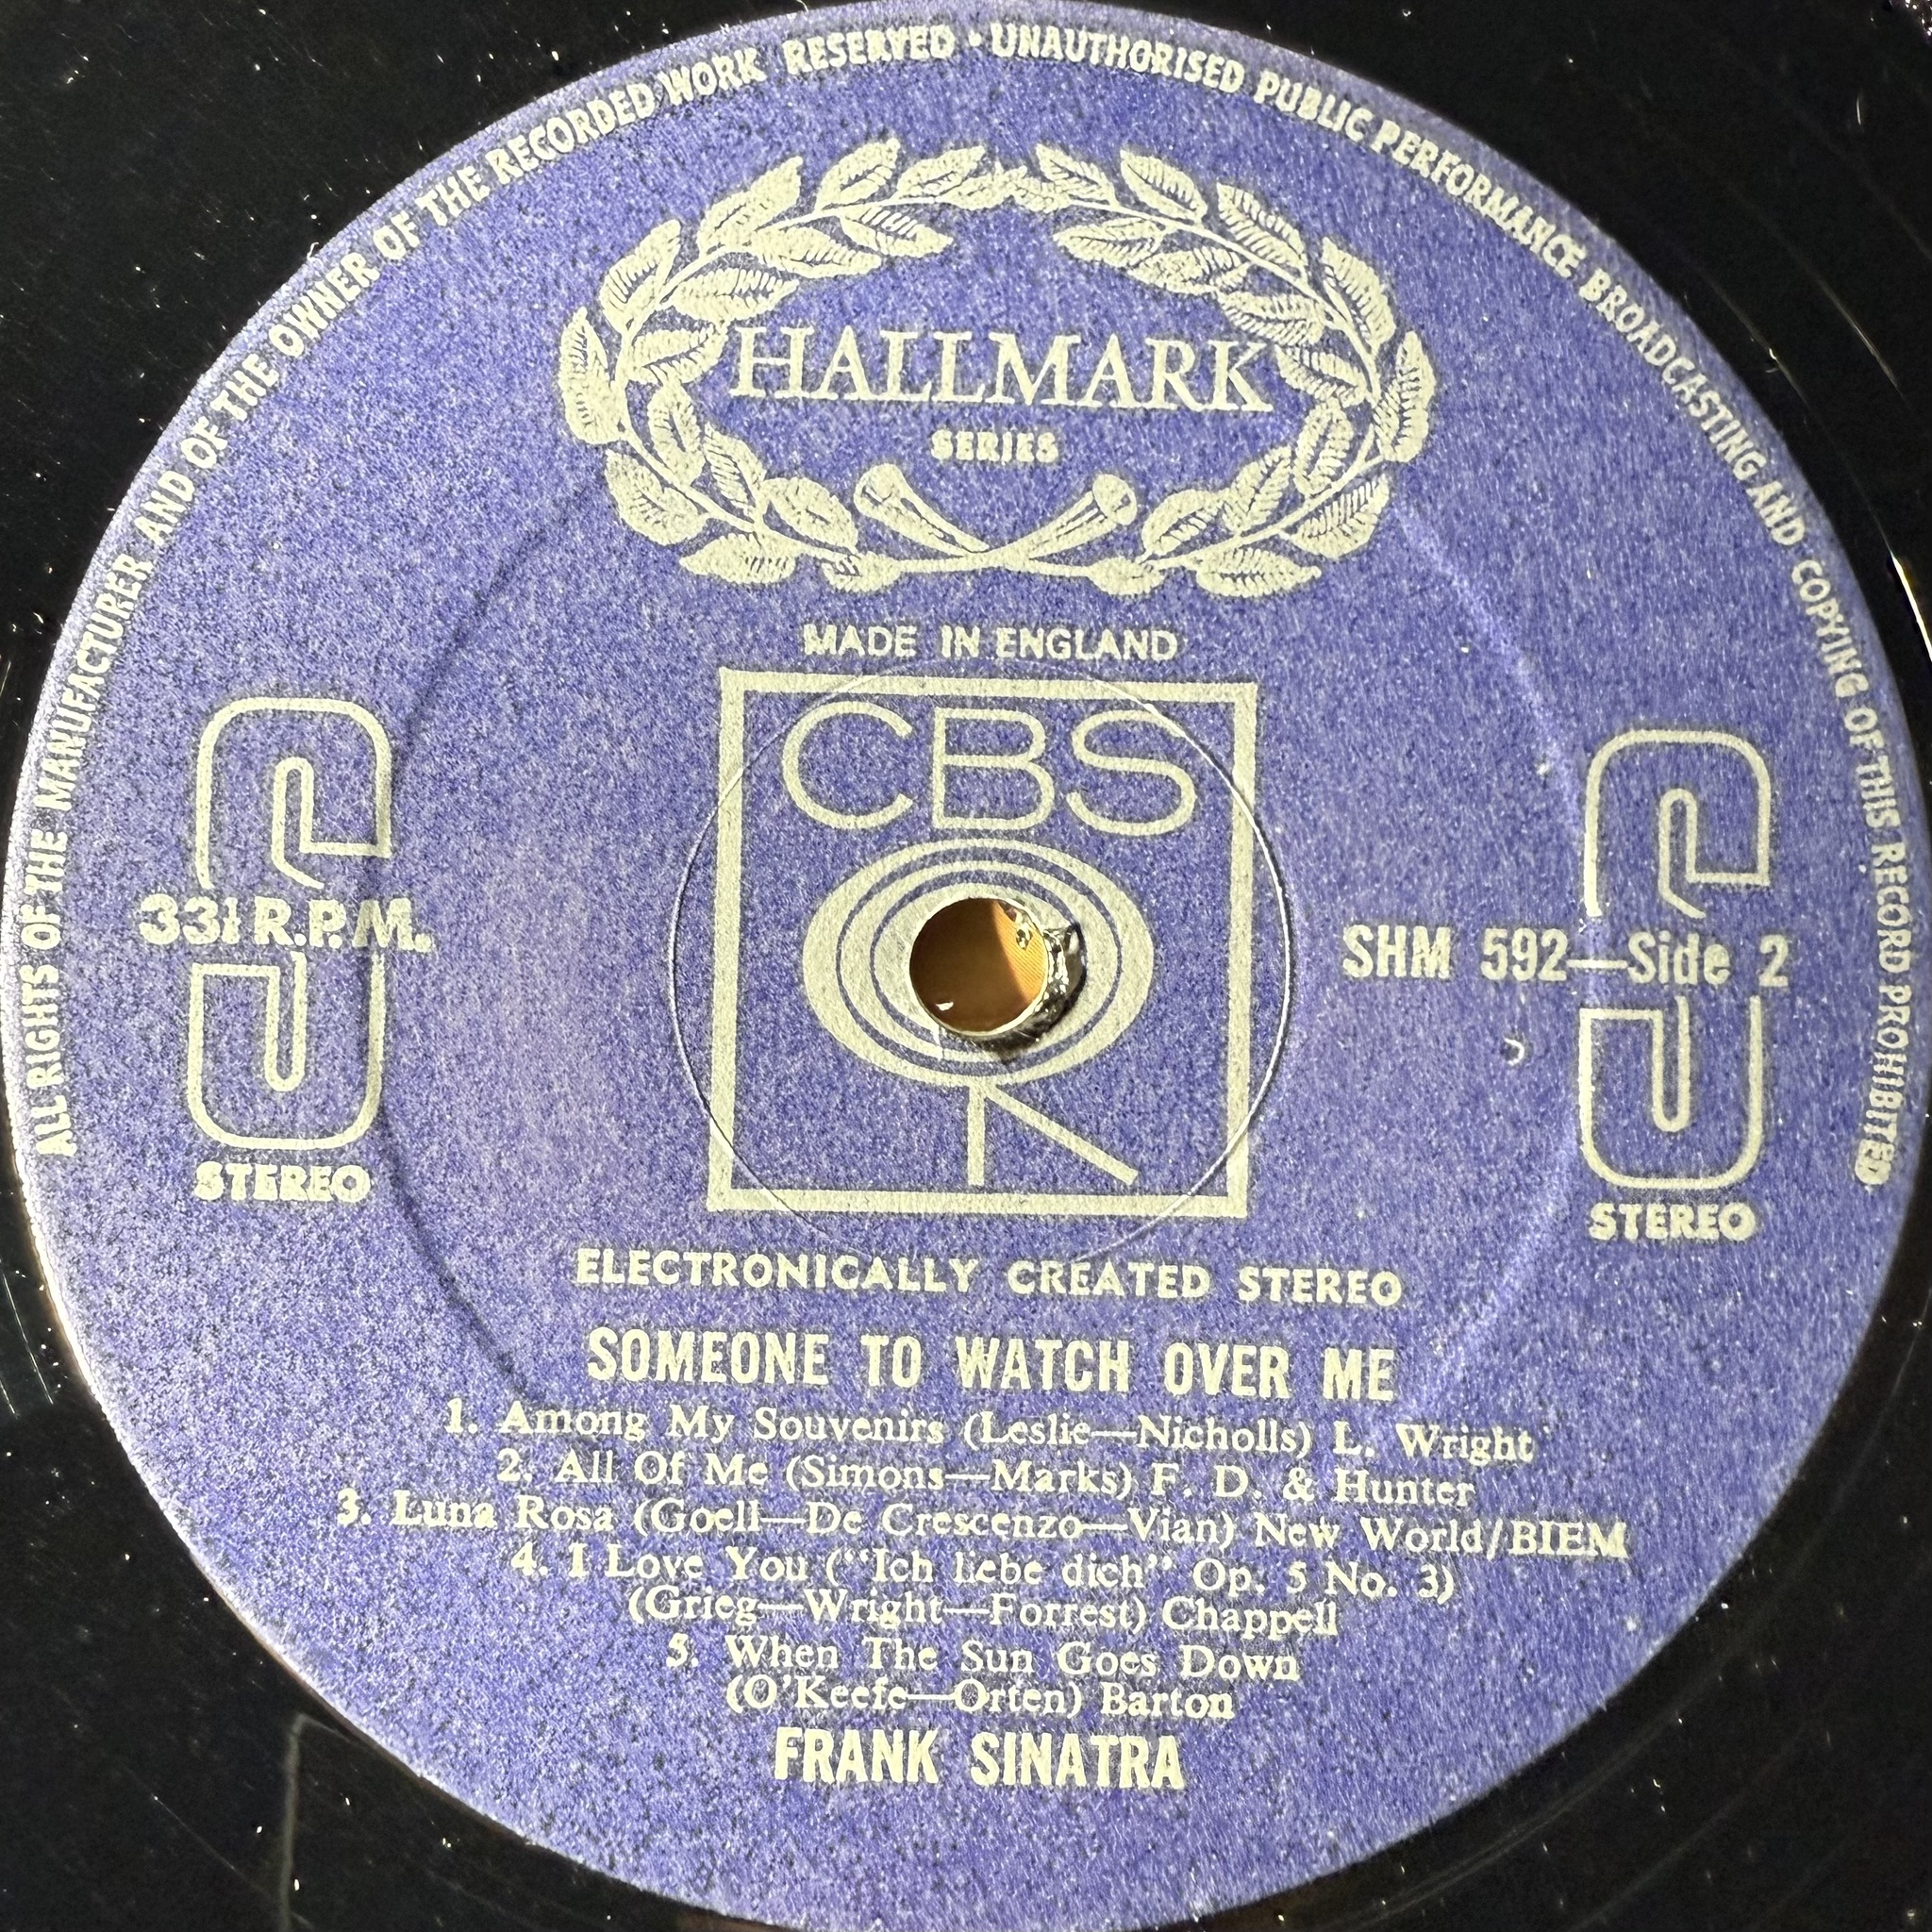 ALL RIGHTS OF THE MANUFACTURER AND OF THE OWNER OF THE RECORDED WORK RESERVED · UNAUTHORISED PUBLIC PERFORMANCE BROADCASTING AND COPYING OF THIS RECORD PROHIBITED
HALLMARK
SERIES
MADE IN ENGLAND
CBS
33⅓ R.P.M.
STEREO
SHM 592—Side 2
STEREO
ELECTRONICALLY CREATED STEREO
SOMEONE TO WATCH OVER ME
1. Among My Souvenirs (Leslie—Nicholls) L. Wright
2. All Of Me (Simons—Marks) F. D. & Hunter
3. Luna Rosa (Goell—De Crescenzo—Vian) New World/BIEM
4. I Love You (“Ich liebe dich” Op. 5 No. 3)
(Grieg—Wright—Forrest) Chappell
5. When The Sun Goes Down
(O'Keefe—Orten) Barton
FRANK SINATRA